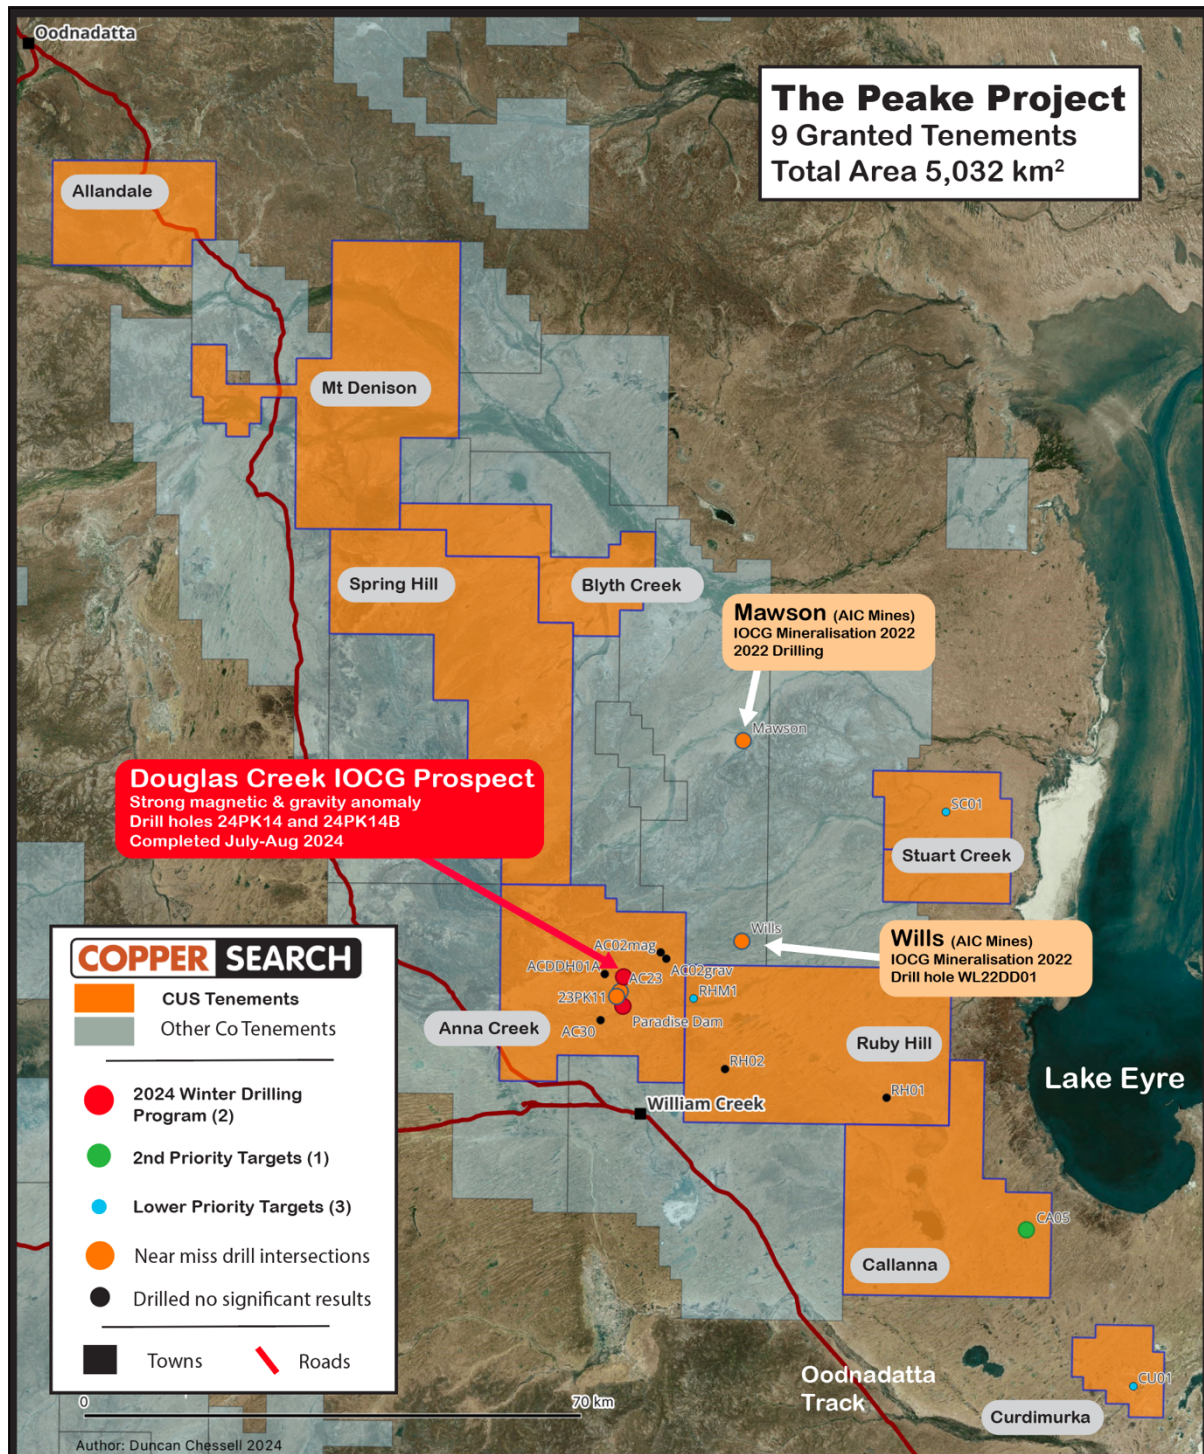 Oodnadatta
The Peake Project
9 Granted Tenements
Total Area 5,032 km²
Allandale
Mt Denison
Spring Hill
Blyth Creek
Mawson (AIC Mines)
IOCG Mineralisation 2022
2022 Drilling
Mawson
Douglas Creek IOCG Prospect
Strong magnetic & gravity anomaly
Drill holes 24PK14 and 24PK14B
Completed July-Aug 2024
SC01
Stuart Creek
Wills
Wills (AIC Mines)
IOCG Mineralisation 2022
Drill hole WL22DD01
AC02mag
AC02grav
ACDDH01A
AC23
23PK11
RHM1
Paradise Dam
AC30
Anna Creek
Ruby Hill
RH02
RH01
Lake Eyre
William Creek
CA05
Callanna
Oodnadatta
Track
CU01
Curdimurka
COPPER SEARCH
CUS Tenements
Other Co Tenements
2024 Winter Drilling
Program (2)
2nd Priority Targets (1)
Lower Priority Targets (3)
Near miss drill intersections
Drilled no significant results
Towns
Roads
0
70 km
Author: Duncan Chessell 2024